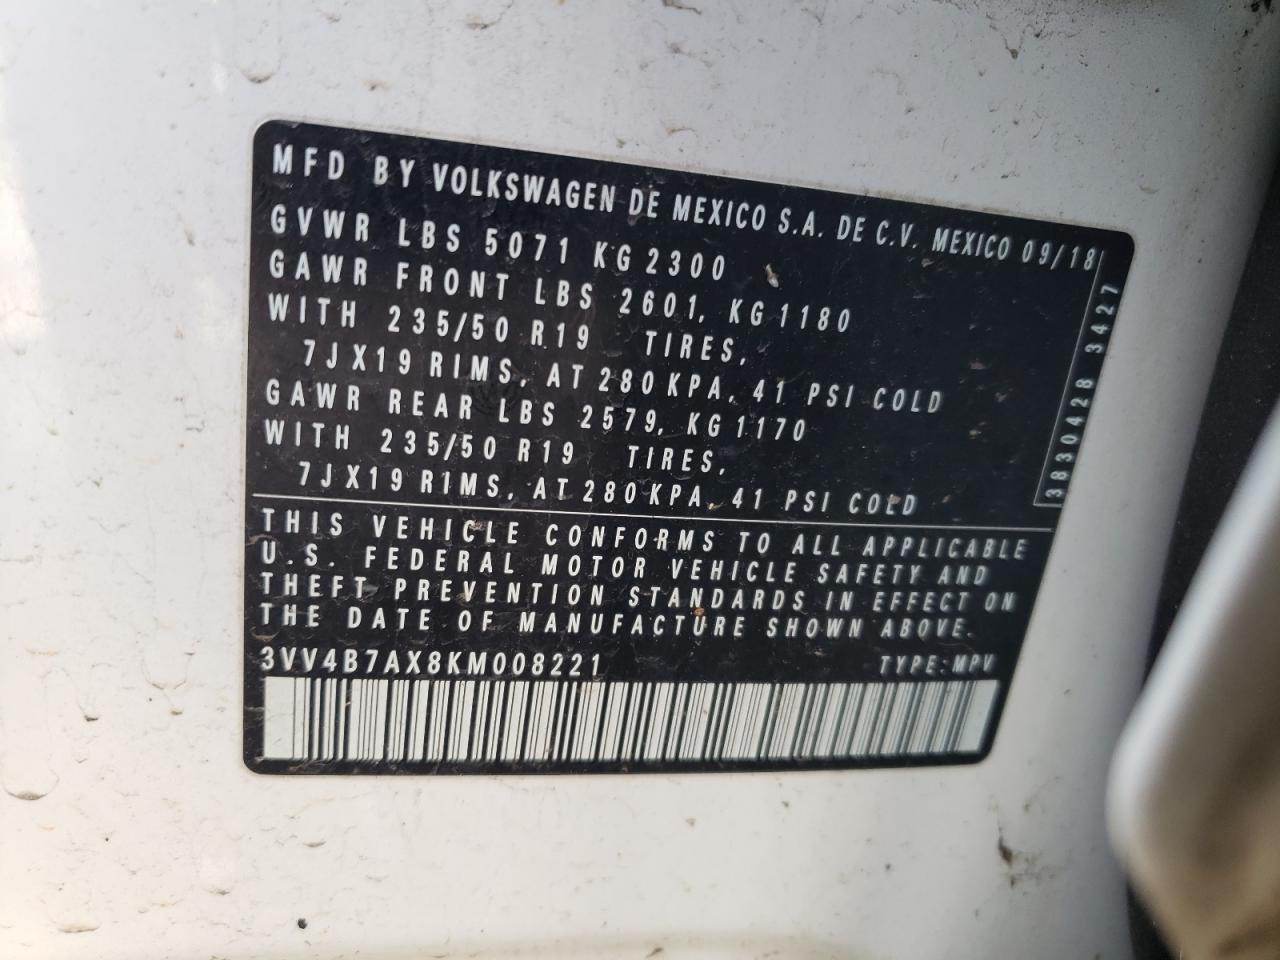 MFD BY VOLKSWAGEN DE MEXICO S.A. DE C.V. MEXICO 09/18
GVWR LBS 5071 KG 2300
GAWR FRONT LBS 2601, KG 1180
WITH 235/50 R19 TIRES,
7JX19 RIMS, AT 280 KPA, 41 PSI COLD
GAWR REAR LBS 2579, KG 1170
WITH 235/50 R19 TIRES,
7JX19 RIMS, AT 280 KPA, 41 PSI COLD
3830428 3427
THIS VEHICLE CONFORMS TO ALL APPLICABLE
U.S. FEDERAL MOTOR VEHICLE SAFETY AND
THEFT PREVENTION STANDARDS IN EFFECT ON
THE DATE OF MANUFACTURE SHOWN ABOVE.
3VV4B7AX8KM008221 TYPE: MPV